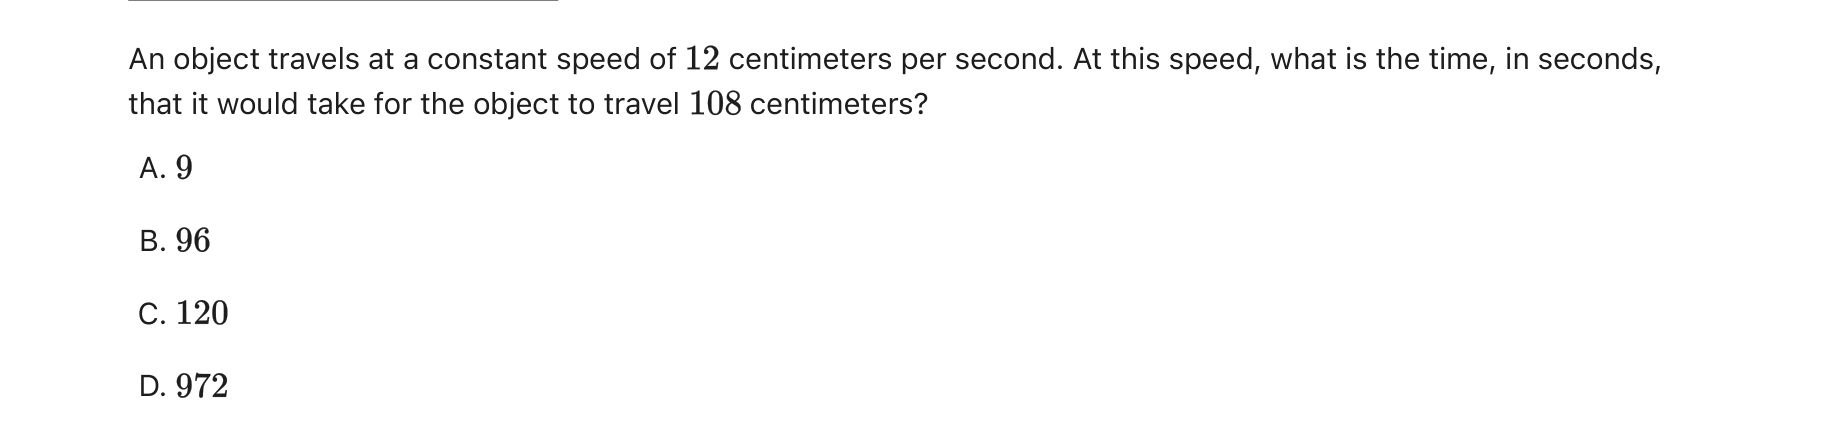 An object travels at a constant speed of 12 centimeters per second. At this speed, what is the time, in seconds,
that it would take for the object to travel 108 centimeters?
A. 9
B. 96
C. 120
D. 972